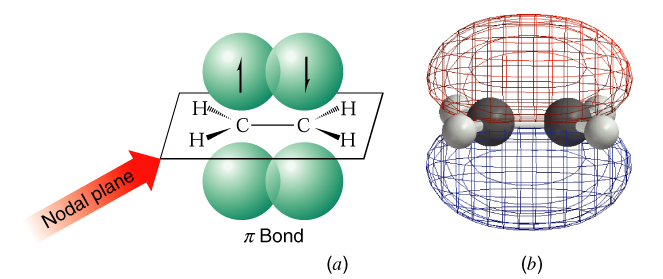 H H
C C
H H
Nodal plane
π Bond
(a) (b)